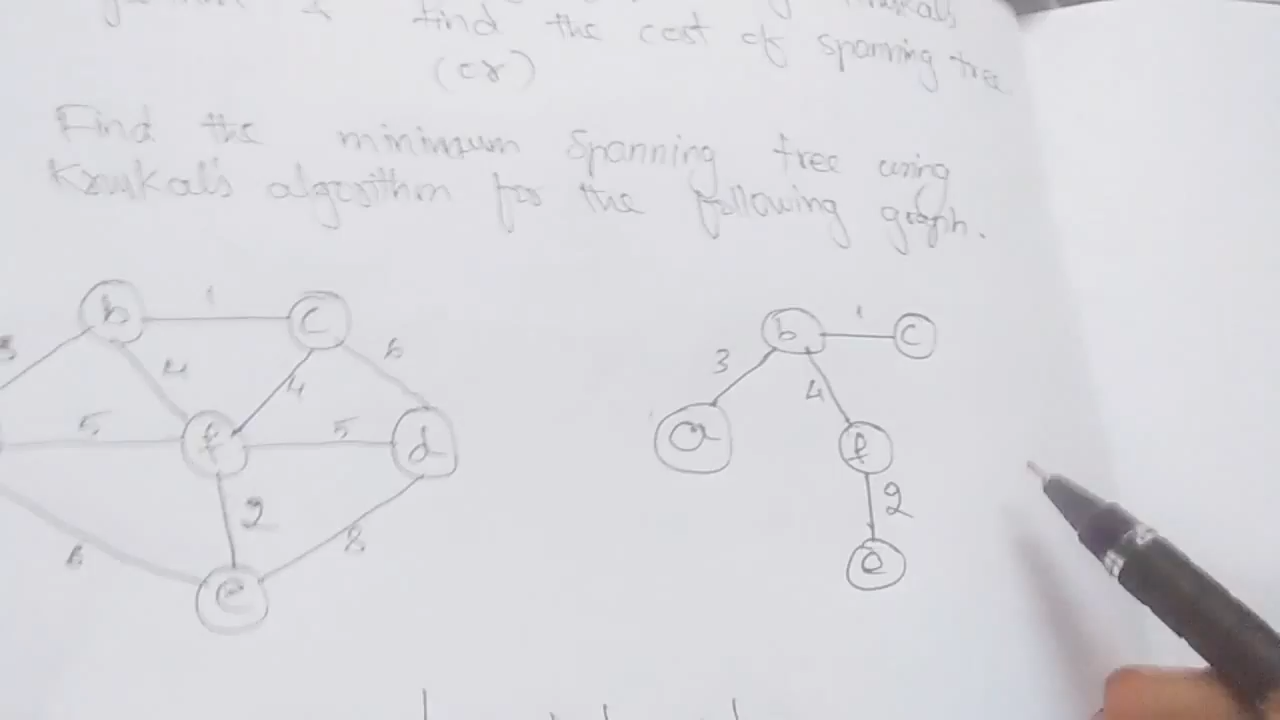 find the cost of spanning tree
(or)
Find the minimum Spanning tree using
Kruskal's algorithm for the following graph.
b 1 c
3 4 4 6
5 f 5 d
6 2 8
e
b 1 c
3 4
a f
2
e